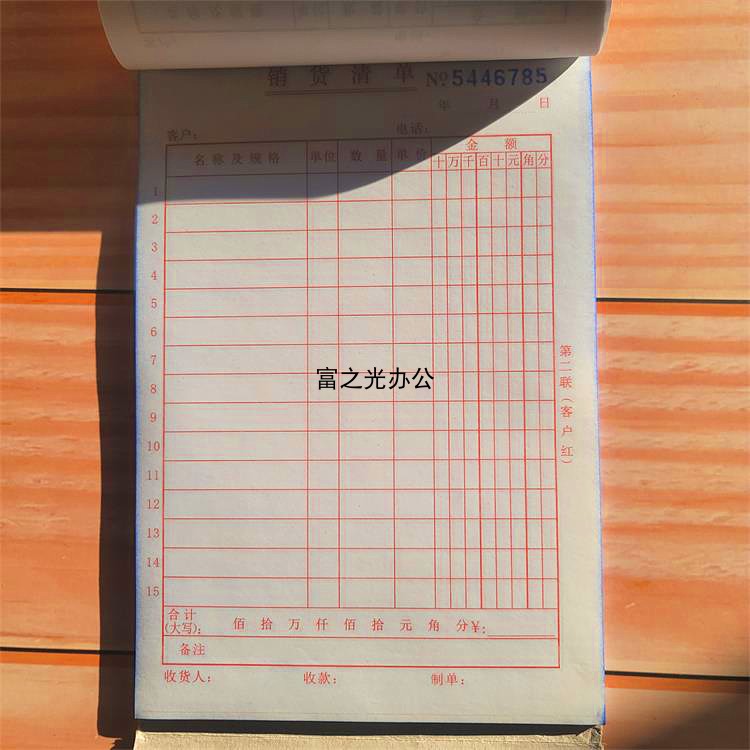 销货清单 №5446785
年 月 日
客户： 电话：
名称及规格 单位 数量 单价 金额
十 万 千 百 十 元 角 分
1
2
3
4
5
6
7
8
9
10
11
12
13
14
15
富之光办公
第二联（客户红）
合计
(大写)： 佰 拾 万 仟 佰 拾 元 角 分 ¥：
备注
收货人： 收款： 制单：